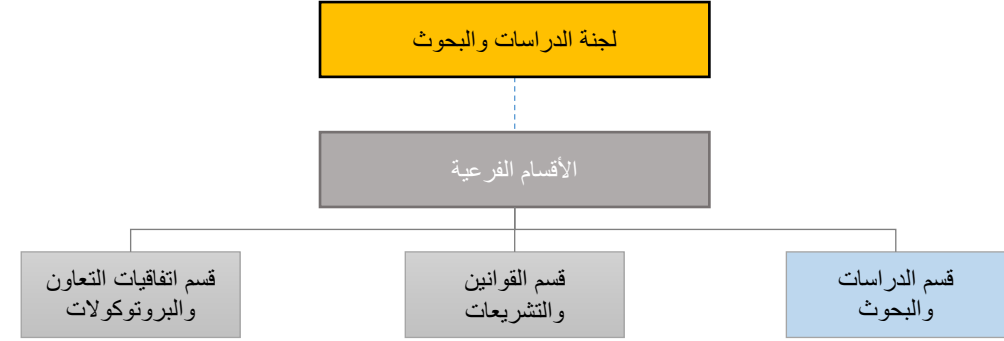 لجنة الدراسات والبحوث
الأقسام الفرعية
قسم الدراسات
والبحوث
قسم القوانين
والتشريعات
قسم اتفاقيات التعاون
والبروتوكولات